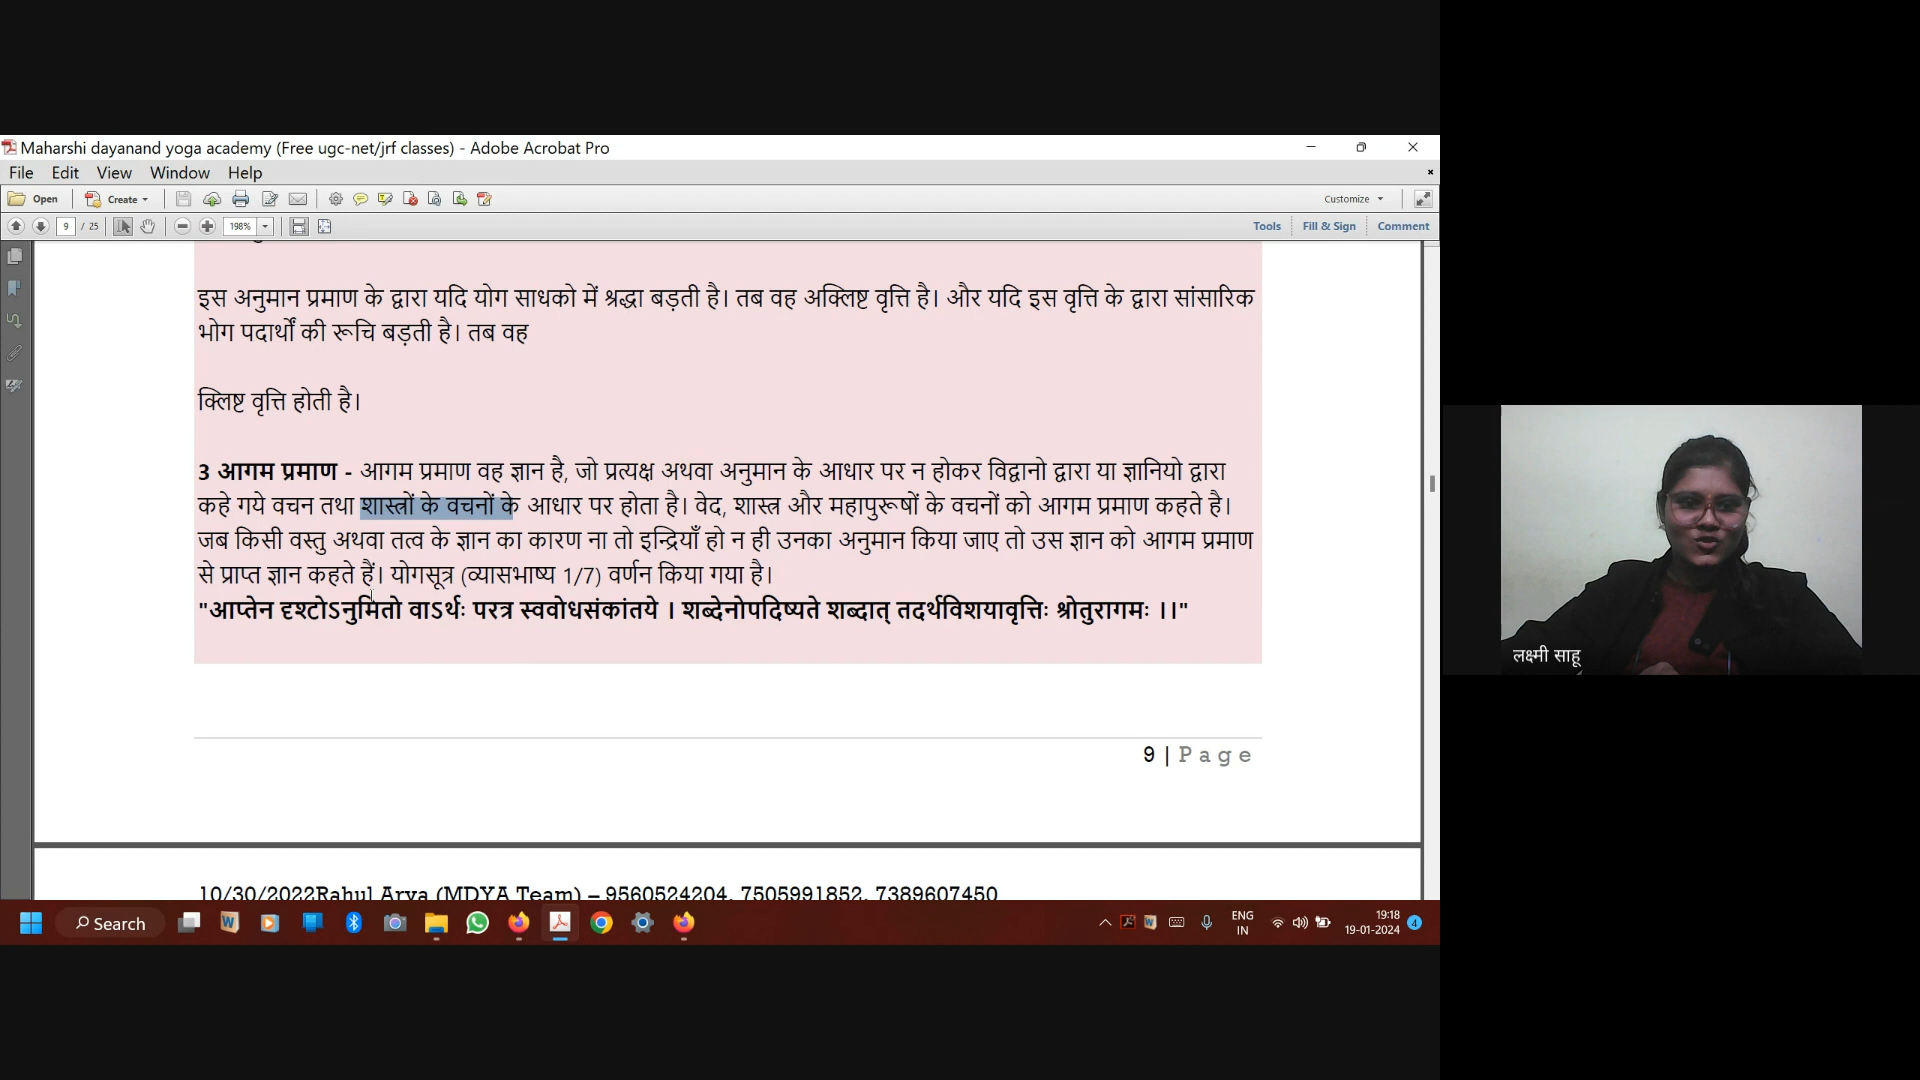 Maharshi dayanand yoga academy (Free ugc-net/jrf classes) - Adobe Acrobat Pro
File Edit View Window Help
Open Create Customize
9 / 25 198% Tools Fill & Sign Comment
इस अनुमान प्रमाण के द्वारा यदि योग साधको में श्रद्धा बड़ती है। तब वह अक्लिष्ट वृत्ति है। और यदि इस वृत्ति के द्वारा सांसारिक
भोग पदार्थों की रूचि बड़ती है। तब वह
क्लिष्ट वृत्ति होती है।
3 आगम प्रमाण - आगम प्रमाण वह ज्ञान है, जो प्रत्यक्ष अथवा अनुमान के आधार पर न होकर विद्वानो द्वारा या ज्ञानियो द्वारा
कहे गये वचन तथा शास्त्रों के वचनों के आधार पर होता है। वेद, शास्त्र और महापुरूषों के वचनों को आगम प्रमाण कहते है।
जब किसी वस्तु अथवा तत्व के ज्ञान का कारण ना तो इन्द्रियाँ हो न ही उनका अनुमान किया जाए तो उस ज्ञान को आगम प्रमाण
से प्राप्त ज्ञान कहते हैं। योगसूत्र (व्यासभाष्य 1/7) वर्णन किया गया है।
"आप्तेन दृश्टोऽनुमितो वाऽर्थः परत्र स्ववोधसंकांतये । शब्देनोपदिष्यते शब्दात् तदर्थविशयावृत्तिः श्रोतुरागमः ।।"
9 | Page
10/30/2022Rahul Arya (MDYA Team) – 9560524204, 7505991852, 7389607450
लक्ष्मी साहू
Search ENG 19:18
IN 19-01-2024 4